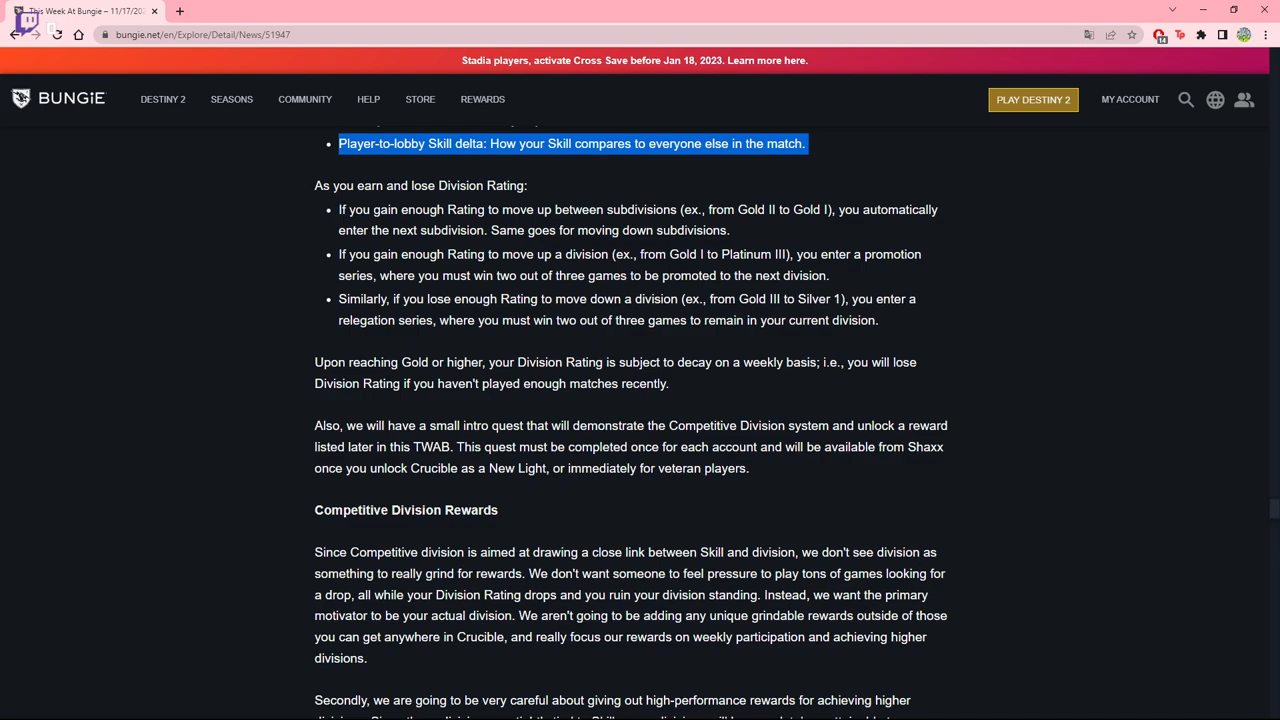 This Week At Bungie – 11/17/202
bungie.net/en/Explore/Detail/News/51947
14
Stadia players, activate Cross Save before Jan 18, 2023. Learn more here.
BUNGiE
DESTINY 2
SEASONS
COMMUNITY
HELP
STORE
REWARDS
PLAY DESTINY 2
MY ACCOUNT
Player-to-lobby Skill delta: How your Skill compares to everyone else in the match.
As you earn and lose Division Rating:
If you gain enough Rating to move up between subdivisions (ex., from Gold II to Gold I), you automatically
enter the next subdivision. Same goes for moving down subdivisions.
If you gain enough Rating to move up a division (ex., from Gold I to Platinum III), you enter a promotion
series, where you must win two out of three games to be promoted to the next division.
Similarly, if you lose enough Rating to move down a division (ex., from Gold III to Silver 1), you enter a
relegation series, where you must win two out of three games to remain in your current division.
Upon reaching Gold or higher, your Division Rating is subject to decay on a weekly basis; i.e., you will lose
Division Rating if you haven't played enough matches recently.
Also, we will have a small intro quest that will demonstrate the Competitive Division system and unlock a reward
listed later in this TWAB. This quest must be completed once for each account and will be available from Shaxx
once you unlock Crucible as a New Light, or immediately for veteran players.
Competitive Division Rewards
Since Competitive division is aimed at drawing a close link between Skill and division, we don't see division as
something to really grind for rewards. We don't want someone to feel pressure to play tons of games looking for
a drop, all while your Division Rating drops and you ruin your division standing. Instead, we want the primary
motivator to be your actual division. We aren't going to be adding any unique grindable rewards outside of those
you can get anywhere in Crucible, and really focus our rewards on weekly participation and achieving higher
divisions.
Secondly, we are going to be very careful about giving out high-performance rewards for achieving higher